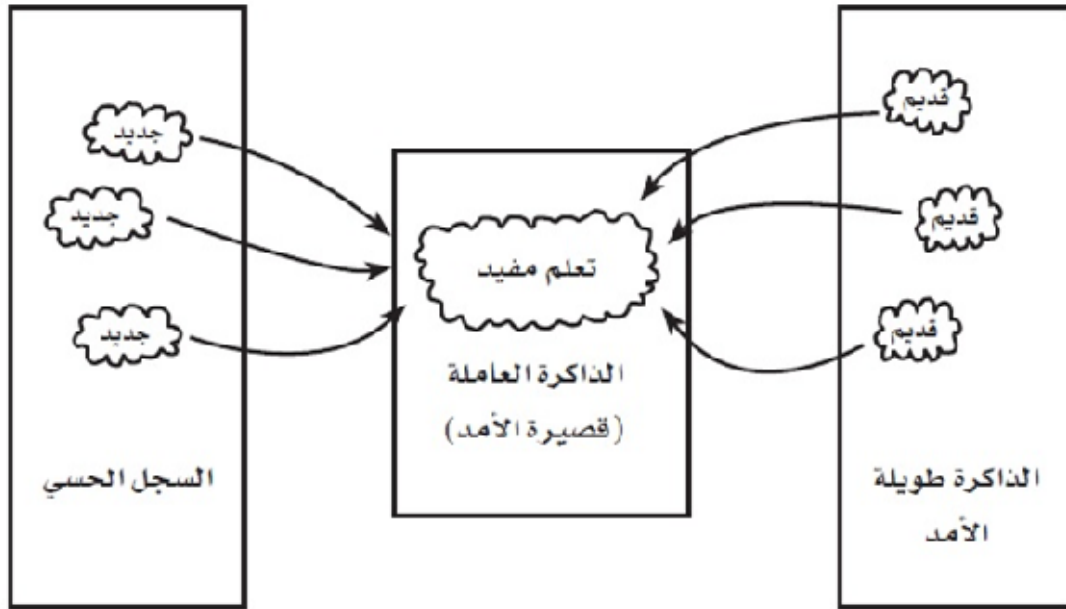 قديم
قديم
قديم
الذاكرة طويلة
الأمد
تعلم مفيد
الذاكرة العاملة
(قصيرة الأمد)
جديد
جديد
جديد
السجل الحسي